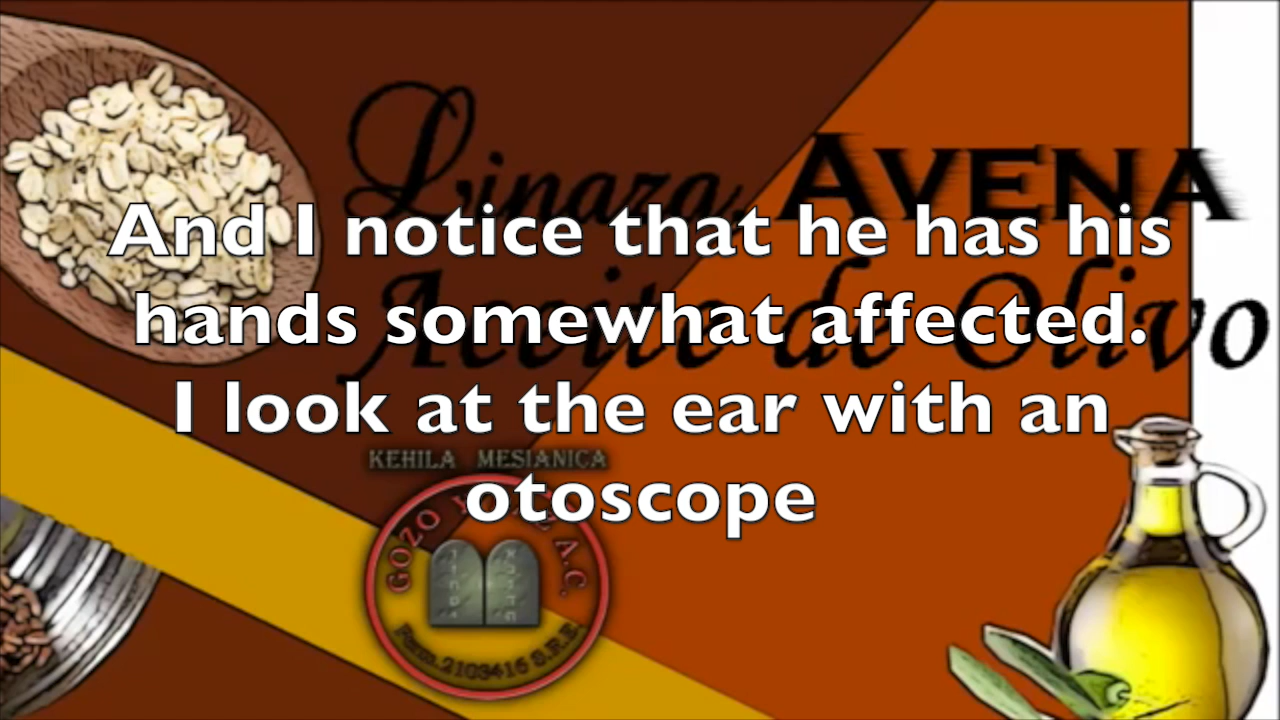 Linaza, AVENA
Aceite de Olivo
And I notice that he has his
hands somewhat affected.
I look at the ear with an
otoscope
KEHILA MESIANICA
GOZO Y A.C.
2103416 S.R.E.